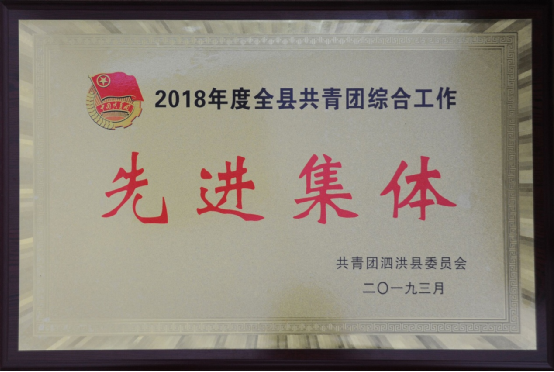 2018年度全县共青团综合工作
先进集体
共青团泗洪县委员会
二〇一九三月